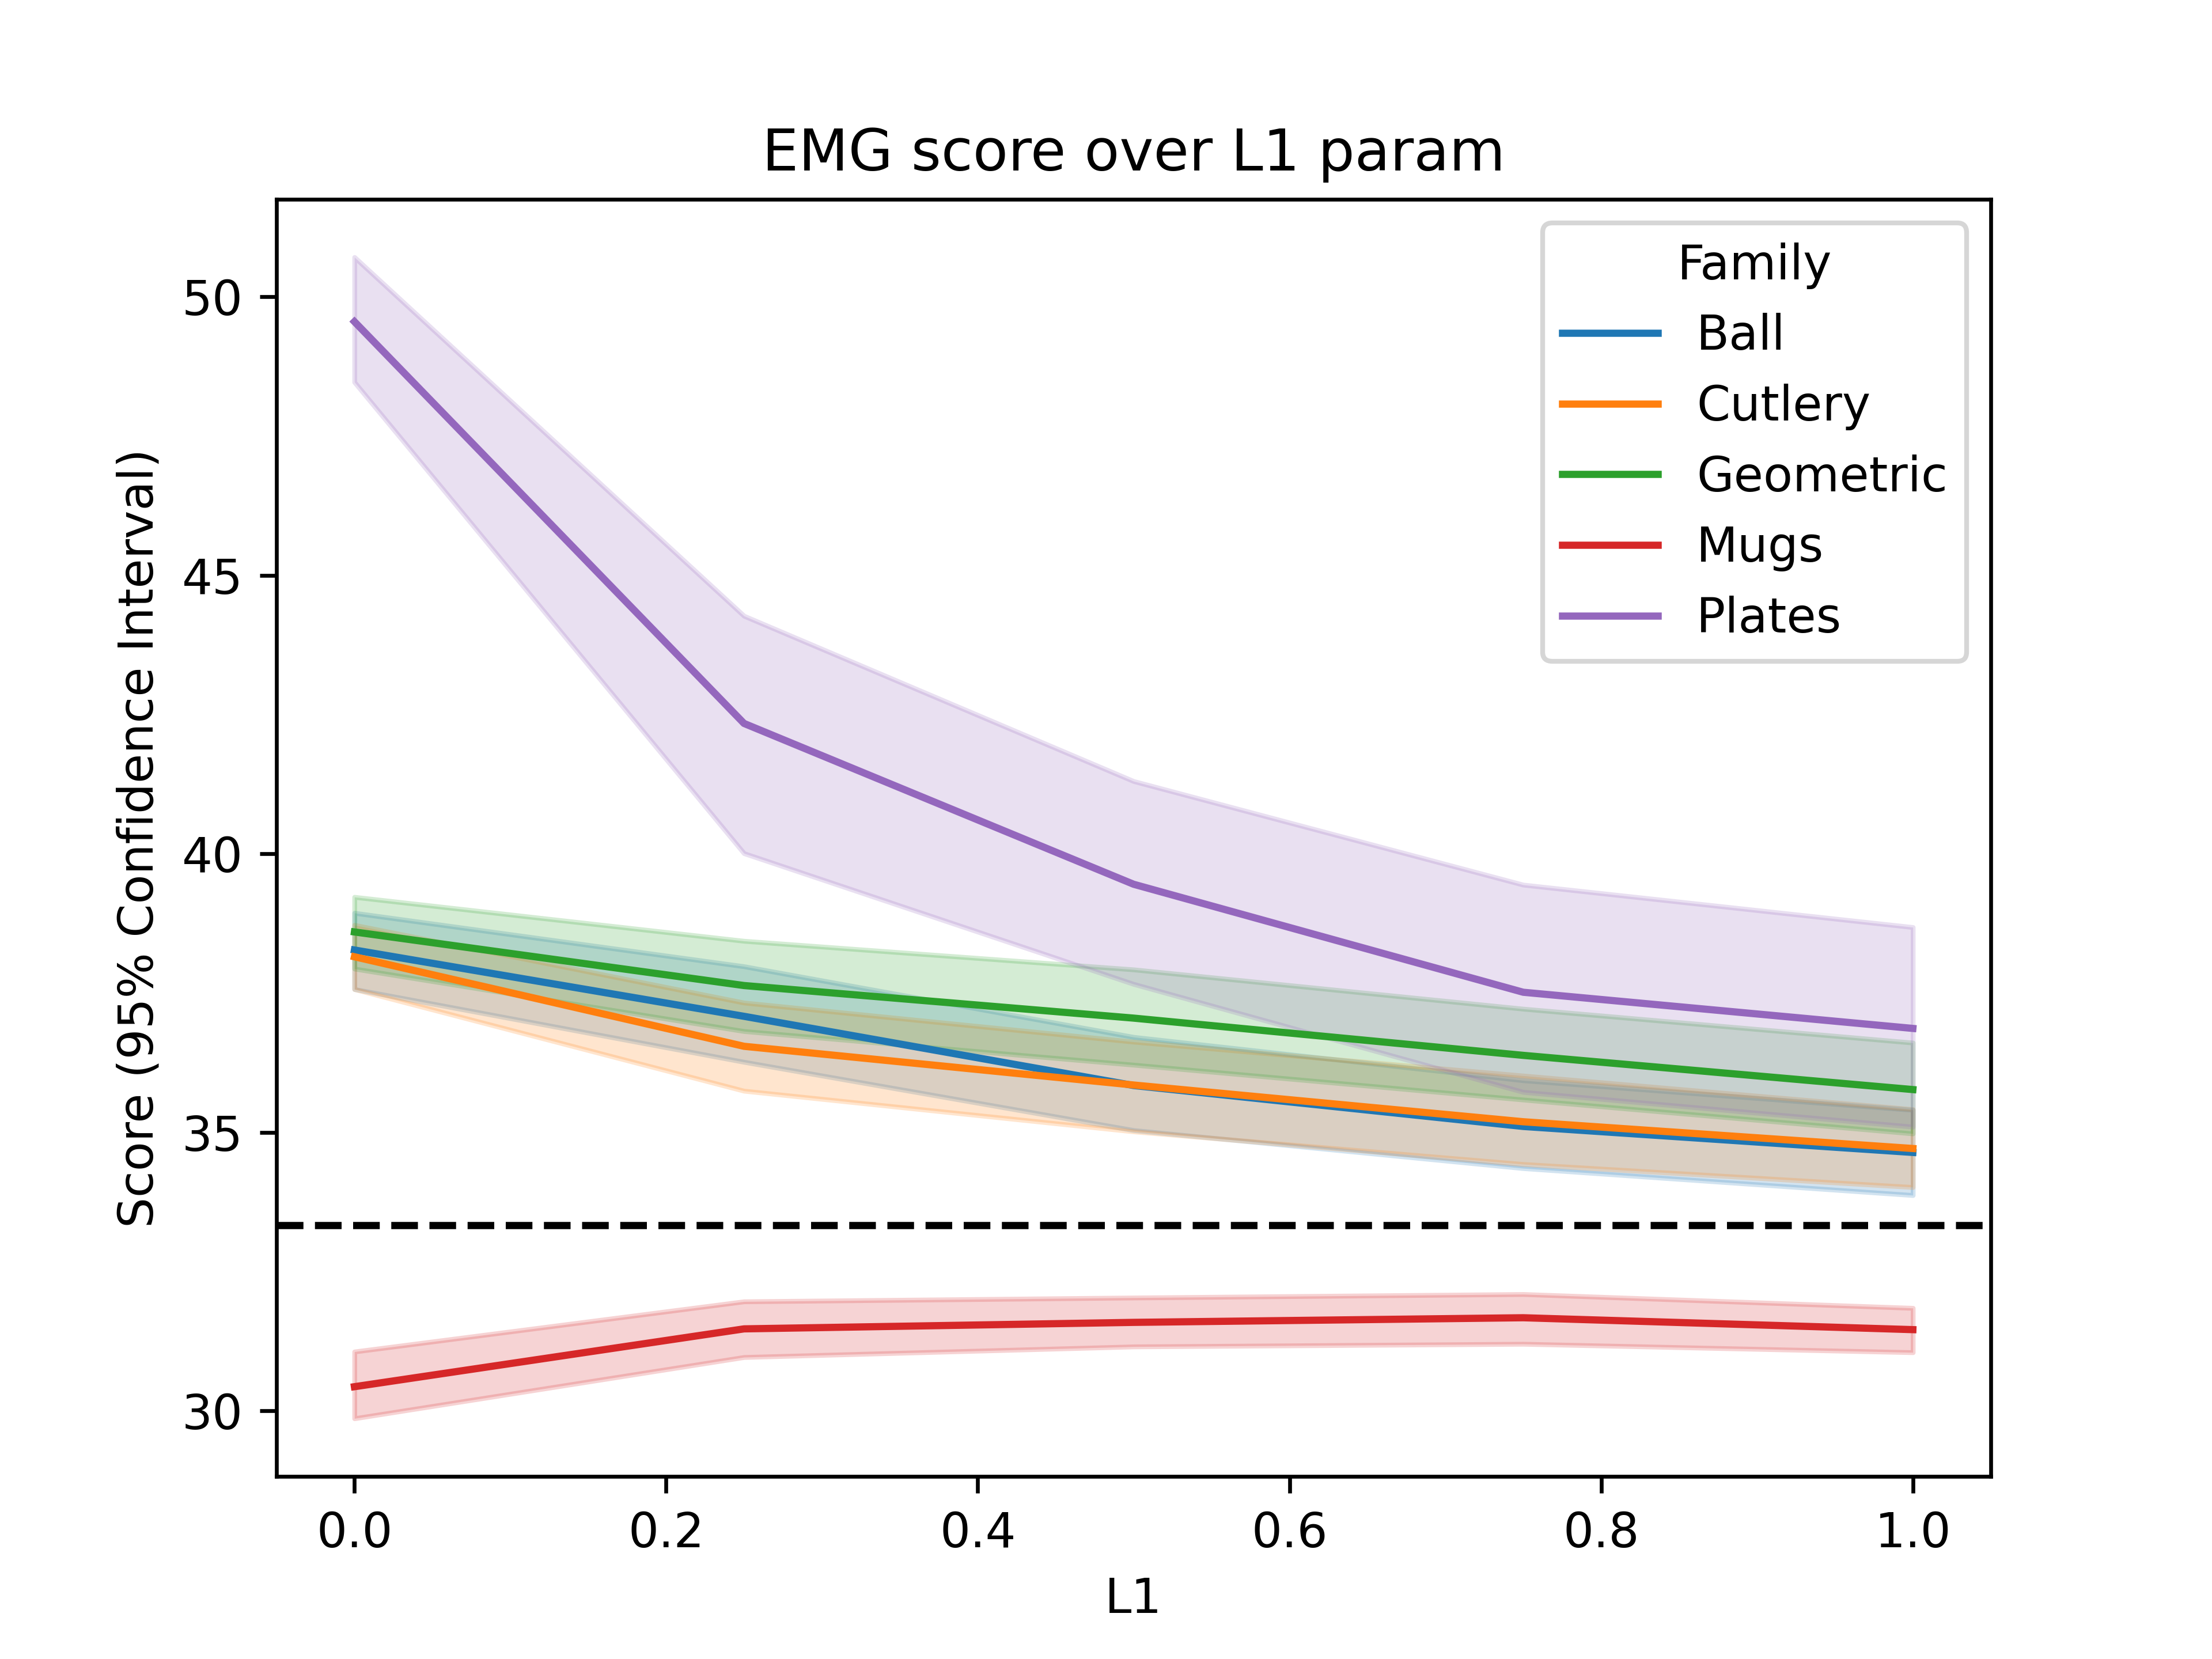 EMG score over L1 param
Score (95% Confidence Interval)
50
45
40
35
30
Family
Ball
Cutlery
Geometric
Mugs
Plates
0.0 0.2 0.4 0.6 0.8 1.0
L1